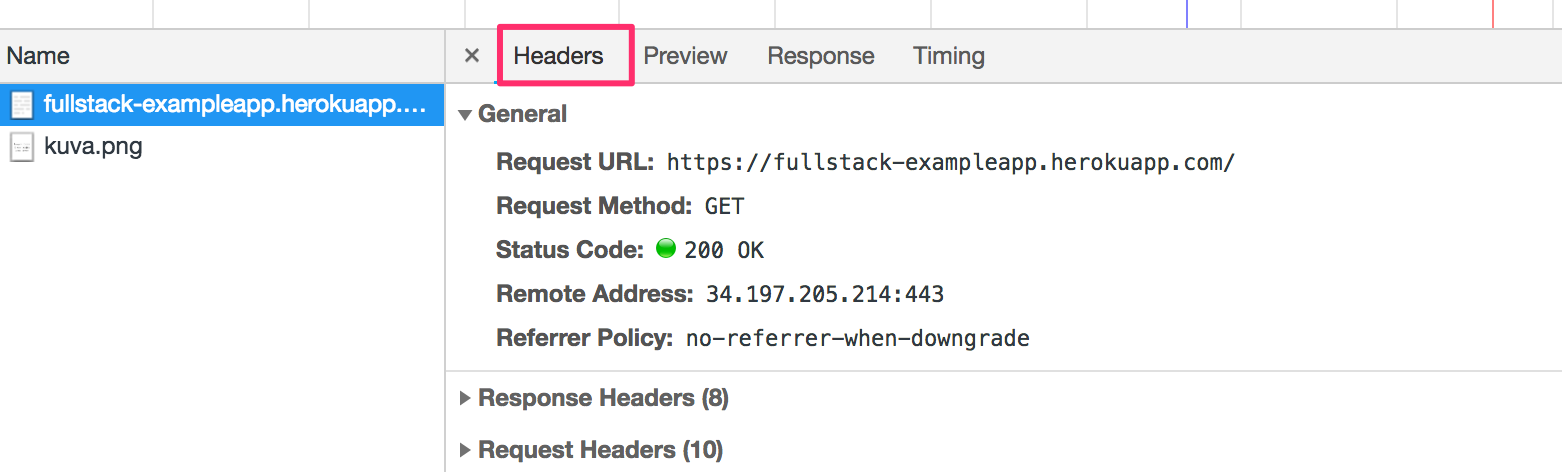 Name
× Headers Preview Response Timing
fullstack-exampleapp.herokuapp....
kuva.png
General
Request URL: https://fullstack-exampleapp.herokuapp.com/
Request Method: GET
Status Code: 200 OK
Remote Address: 34.197.205.214:443
Referrer Policy: no-referrer-when-downgrade
Response Headers (8)
Request Headers (10)